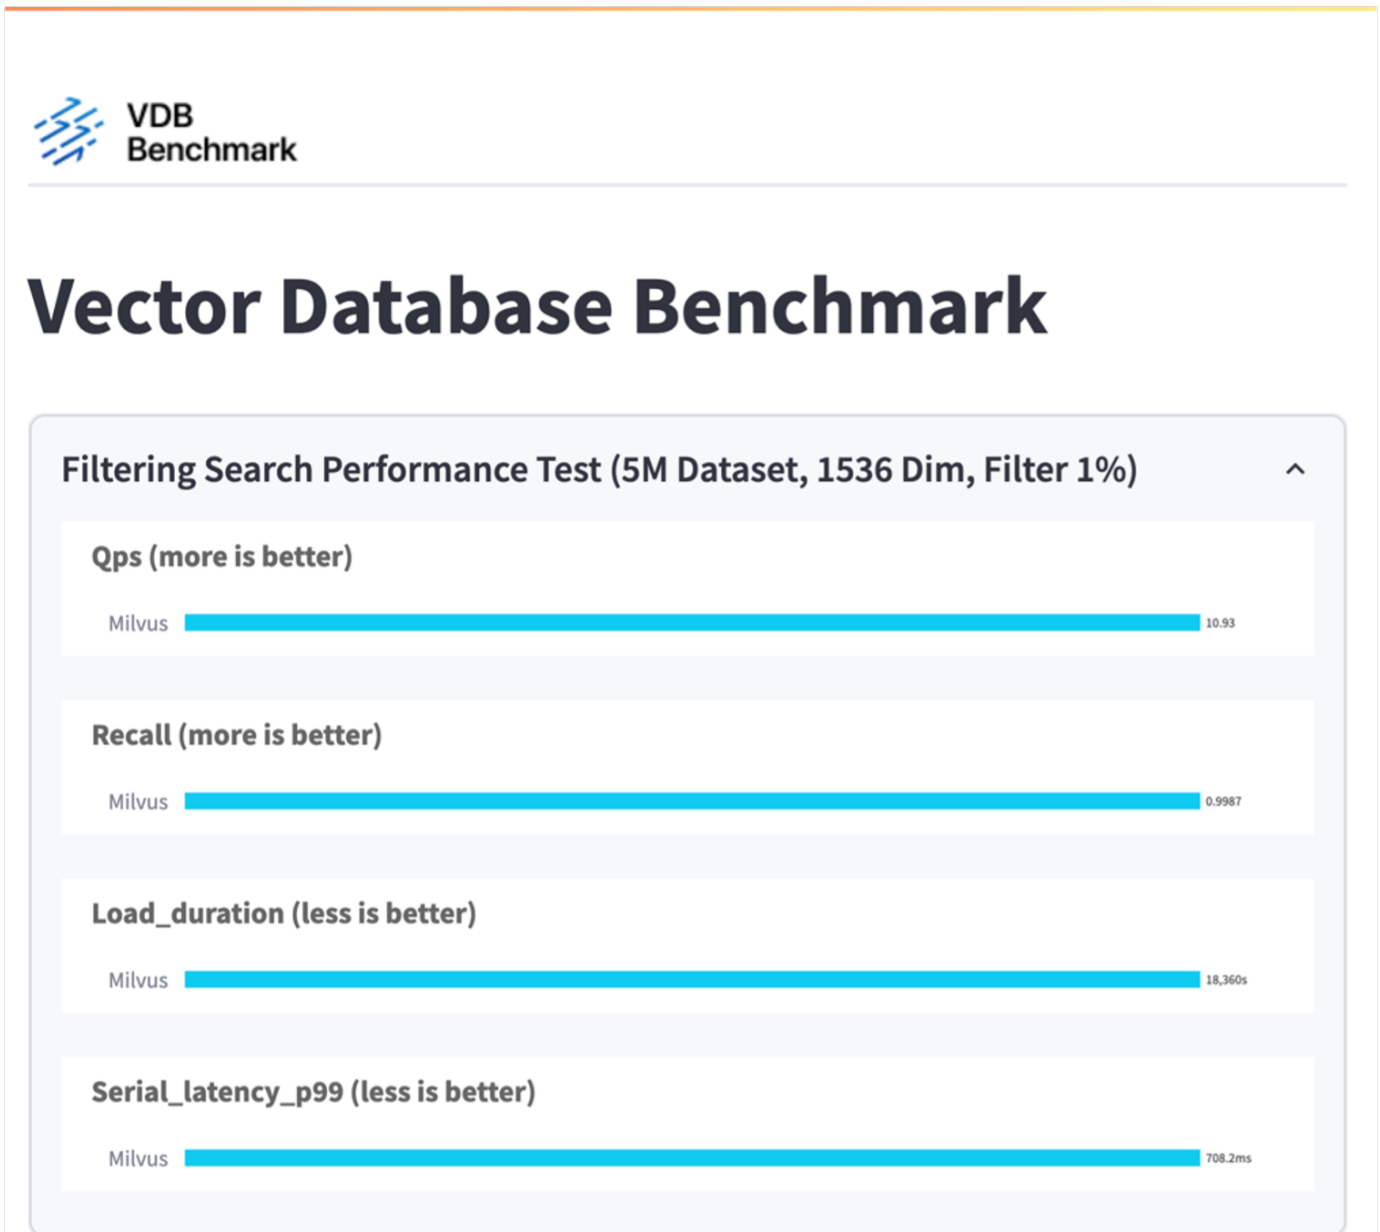 VDB
Benchmark
Vector Database Benchmark
Filtering Search Performance Test (5M Dataset, 1536 Dim, Filter 1%)
Qps (more is better)
Milvus 10.93
Recall (more is better)
Milvus 0.9987
Load_duration (less is better)
Milvus 18,360s
Serial_latency_p99 (less is better)
Milvus 708.2ms